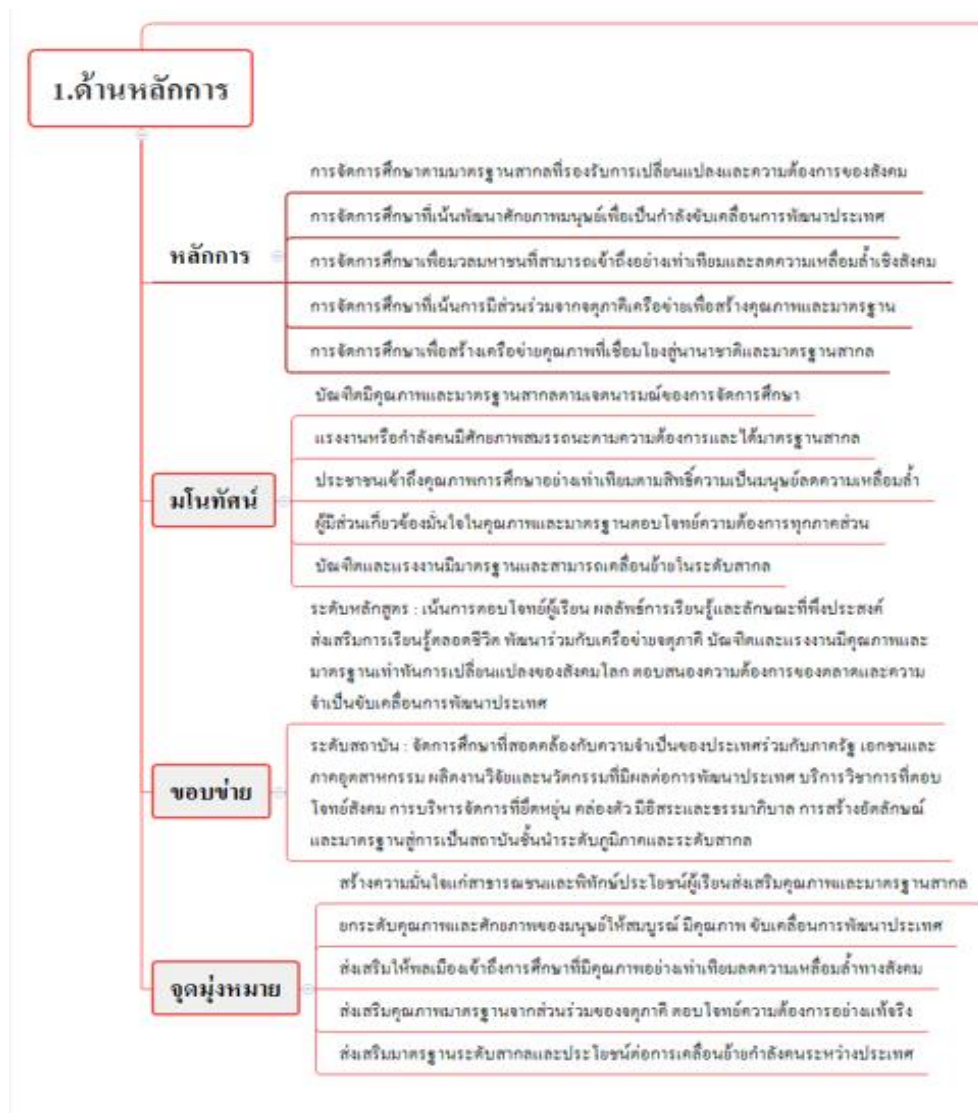 1.ด้านหลักการ
หลักการ
การจัดการศึกษาตามมาตรฐานสากลที่รองรับการเปลี่ยนแปลงและความต้องการของสังคม
การจัดการศึกษาที่เน้นพัฒนาศักยภาพมนุษย์เพื่อเป็นกำลังขับเคลื่อนการพัฒนาประเทศ
การจัดการศึกษาเพื่อมวลมหาชนที่สามารถเข้าถึงอย่างเท่าเทียมและลดความเหลื่อมล้ำเชิงสังคม
การจัดการศึกษาที่เน้นการมีส่วนร่วมจากจตุภาคีเครือข่ายเพื่อสร้างคุณภาพและมาตรฐาน
การจัดการศึกษาเพื่อสร้างเครือข่ายคุณภาพที่เชื่อมโยงสู่นานาชาติและมาตรฐานสากล
มโนทัศน์
บัณฑิตมีคุณภาพและมาตรฐานสากลตามเจตนารมณ์ของการจัดการศึกษา
แรงงานหรือกำลังคนมีศักยภาพสมรรถนะตามความต้องการและได้มาตรฐานสากล
ประชาชนเข้าถึงคุณภาพการศึกษาอย่างเท่าเทียมตามสิทธิ์ความเป็นมนุษย์ลดความเหลื่อมล้ำ
ผู้มีส่วนเกี่ยวข้องมั่นใจในคุณภาพและมาตรฐานตอบโจทย์ความต้องการทุกภาคส่วน
บัณฑิตและแรงงานมีมาตรฐานและสามารถเคลื่อนย้ายในระดับสากล
ขอบข่าย
ระดับหลักสูตร : เน้นการตอบโจทย์ผู้เรียน ผลลัพธ์การเรียนรู้และลักษณะที่พึงประสงค์
ส่งเสริมการเรียนรู้ตลอดชีวิต พัฒนาร่วมกับเครือข่ายจตุภาคี บัณฑิตและแรงงานมีคุณภาพและ
มาตรฐานเท่าทันการเปลี่ยนแปลงของสังคมโลก ตอบสนองความต้องการของตลาดและความ
จำเป็นขับเคลื่อนการพัฒนาประเทศ
ระดับสถาบัน : จัดการศึกษาที่สอดคล้องกับความจำเป็นของประเทศร่วมกับภาครัฐ เอกชนและ
ภาคอุตสาหกรรม ผลิตงานวิจัยและนวัตกรรมที่มีผลต่อการพัฒนาประเทศ บริการวิชาการที่ตอบ
โจทย์สังคม การบริหารจัดการที่ยืดหยุ่น คล่องตัว มีอิสระและธรรมาภิบาล การสร้างอัตลักษณ์
และมาตรฐานสู่การเป็นสถาบันชั้นนำระดับภูมิภาคและระดับสากล
จุดมุ่งหมาย
สร้างความมั่นใจแก่สาธารณชนและพิทักษ์ประโยชน์ผู้เรียนส่งเสริมคุณภาพและมาตรฐานสากล
ยกระดับคุณภาพและศักยภาพของมนุษย์ให้สมบูรณ์ มีคุณภาพ ขับเคลื่อนการพัฒนาประเทศ
ส่งเสริมให้พลเมืองเข้าถึงการศึกษาที่มีคุณภาพอย่างเท่าเทียมลดความเหลื่อมล้ำทางสังคม
ส่งเสริมคุณภาพมาตรฐานจากส่วนร่วมของจตุภาคี ตอบโจทย์ความต้องการอย่างแท้จริง
ส่งเสริมมาตรฐานระดับสากลและประโยชน์ต่อการเคลื่อนย้ายกำลังคนระหว่างประเทศ